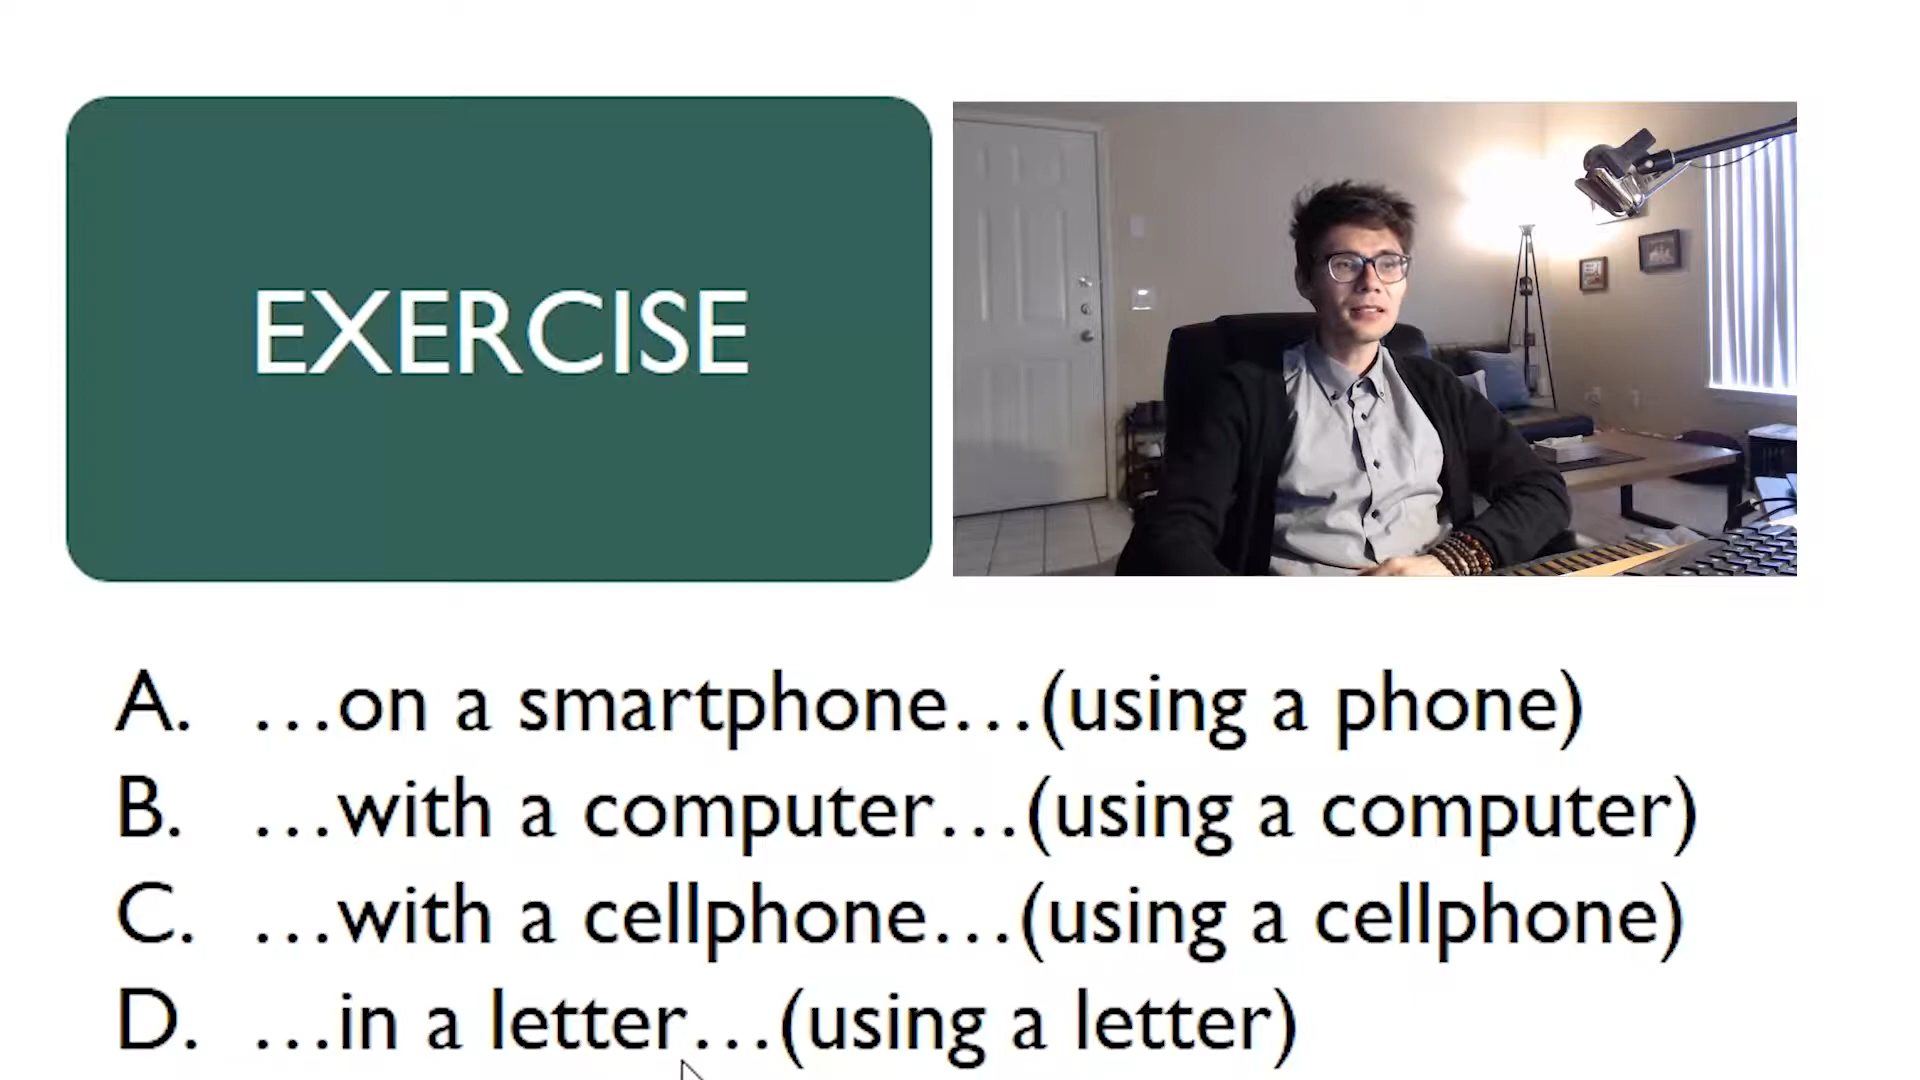 EXERCISE
A. …on a smartphone…(using a phone)
B. …with a computer…(using a computer)
C. …with a cellphone…(using a cellphone)
D. …in a letter…(using a letter)